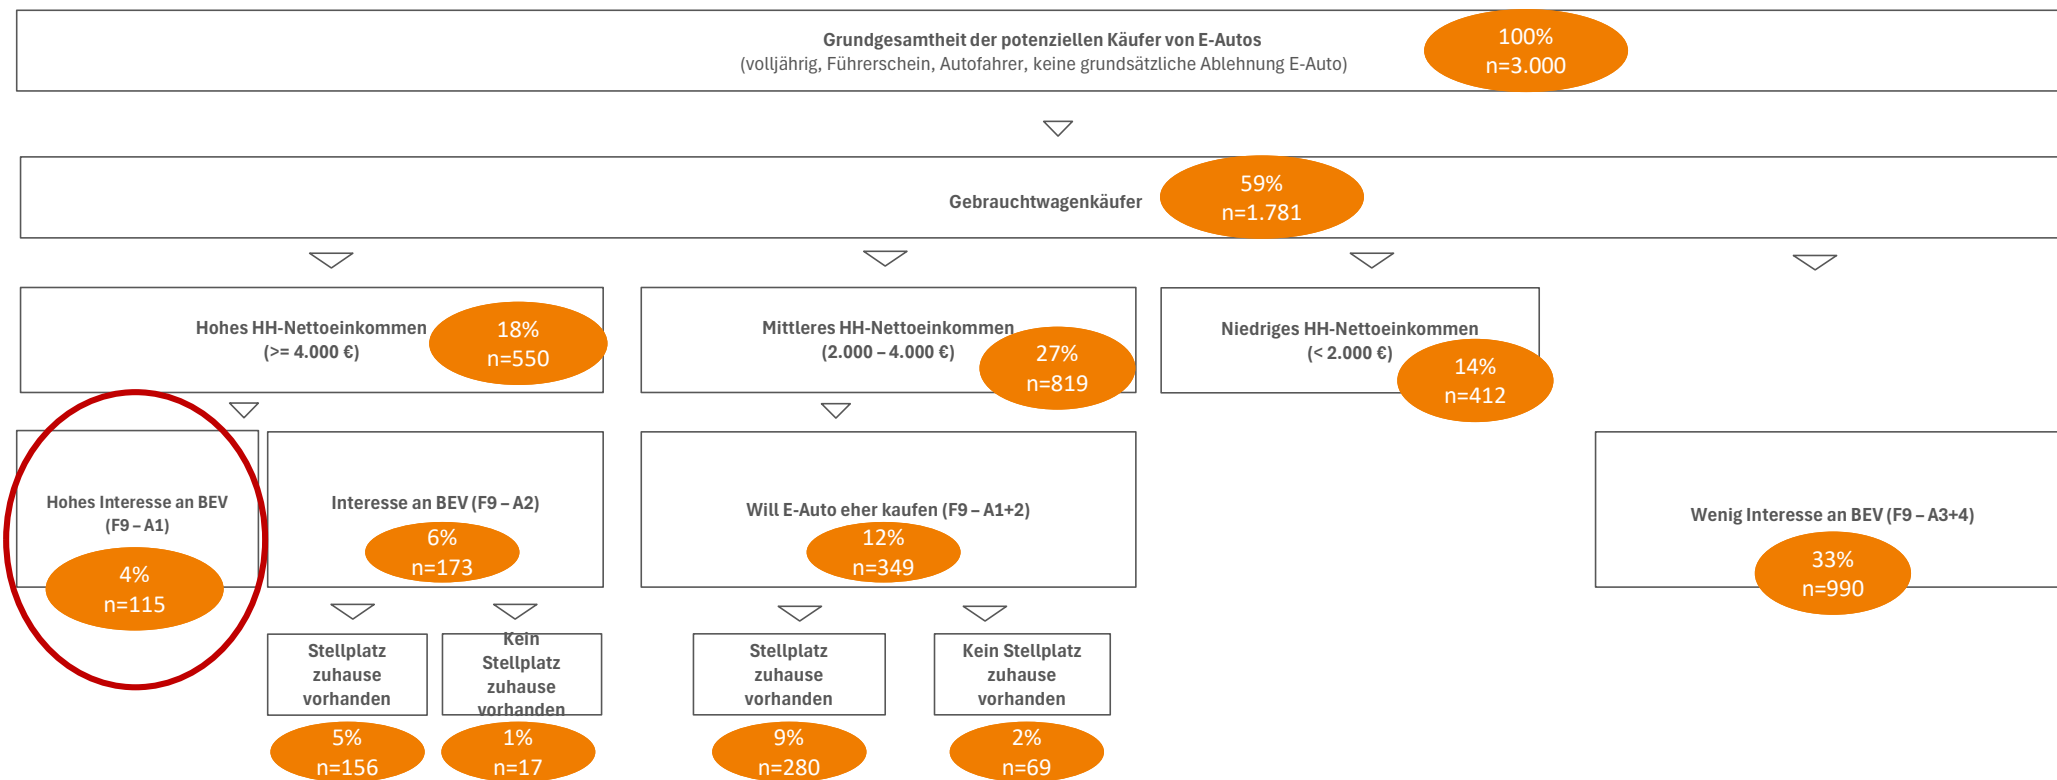 Grundgesamtheit der potenziellen Käufer von E-Autos
(volljährig, Führerschein, Autofahrer, keine grundsätzliche Ablehnung E-Auto)
100%
n=3.000
Gebrauchtwagenkäufer
59%
n=1.781
Hohes HH-Nettoeinkommen
(>= 4.000 €)
18%
n=550
Mittleres HH-Nettoeinkommen
(2.000 – 4.000 €)
27%
n=819
Niedriges HH-Nettoeinkommen
(< 2.000 €)
14%
n=412
Hohes Interesse an BEV
(F9 – A1)
4%
n=115
Interesse an BEV (F9 – A2)
6%
n=173
Will E-Auto eher kaufen (F9 – A1+2)
12%
n=349
Wenig Interesse an BEV (F9 – A3+4)
33%
n=990
Stellplatz
zuhause
vorhanden
5%
n=156
Kein
Stellplatz
zuhause
vorhanden
1%
n=17
Stellplatz
zuhause
vorhanden
9%
n=280
Kein Stellplatz
zuhause
vorhanden
2%
n=69